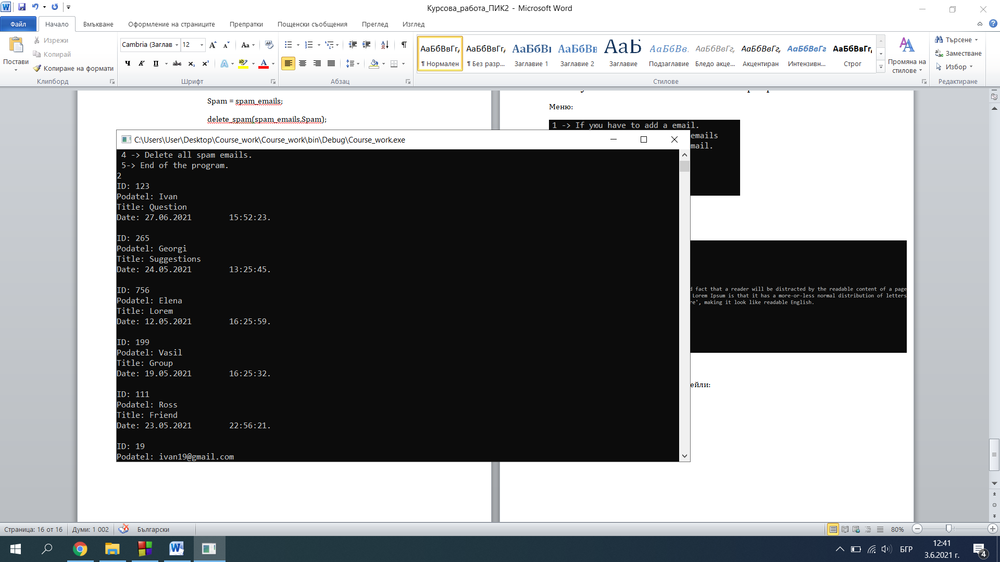 Курсова_работа_ПИК2 - Microsoft Word
Файл Начало Вмъкване Оформление на страниците Препратки Пощенски съобщения Преглед Изглед
Постави
Изрежи
Копирай
Копиране на формати
Клипборд
Cambria (Заглав 12
Шрифт
Абзац
АаБбВвГг, АаБбВвГг, АаБбВвІ АаБбВв АаБ АаБбВв. АаБбВвГг, АаБбВвГг, АаБбВвГг АаБбВвГг,
¶ Нормален ¶ Без разр... Заглавие 1 Заглавие 2 Заглавие Подзаглавие Бледо акце... Акцентиран Интензивн... Строг
Стилове
Промяна на стилове
Търсене
Заместване
Избор
Редактиране
Spam = spam_emails;
delete_spam(spam_emails,Spam);
Меню:
1 -> If yoю have to add a email.
emails
mail.
C:\Users\User\Desktop\Course_work\Course_work\bin\Debug\Course_work.exe
4 -> Delete all spam emails.
5-> End of the program.
2
ID: 123
Podatel: Ivan
Title: Question
Date: 27.06.2021 15:52:23.
ID: 265
Podatel: Georgi
Title: Suggestions
Date: 24.05.2021 13:25:45.
ID: 756
Podatel: Elena
Title: Lorem
Date: 12.05.2021 16:25:59.
ID: 199
Podatel: Vasil
Title: Group
Date: 19.05.2021 16:25:32.
ID: 111
Podatel: Ross
Title: Friend
Date: 23.05.2021 22:56:21.
ID: 19
Podatel: ivan19@gmail.com
d fact that a reader will be distracted by the readable content of a page
Lorem Ipsum is that it has a more-or-less normal distribution of letters
re', making it look like readable English.
ейли:
Страница: 16 от 16 Думи: 1 002 Български 80%
БГР 12:41
3.6.2021 г. 4